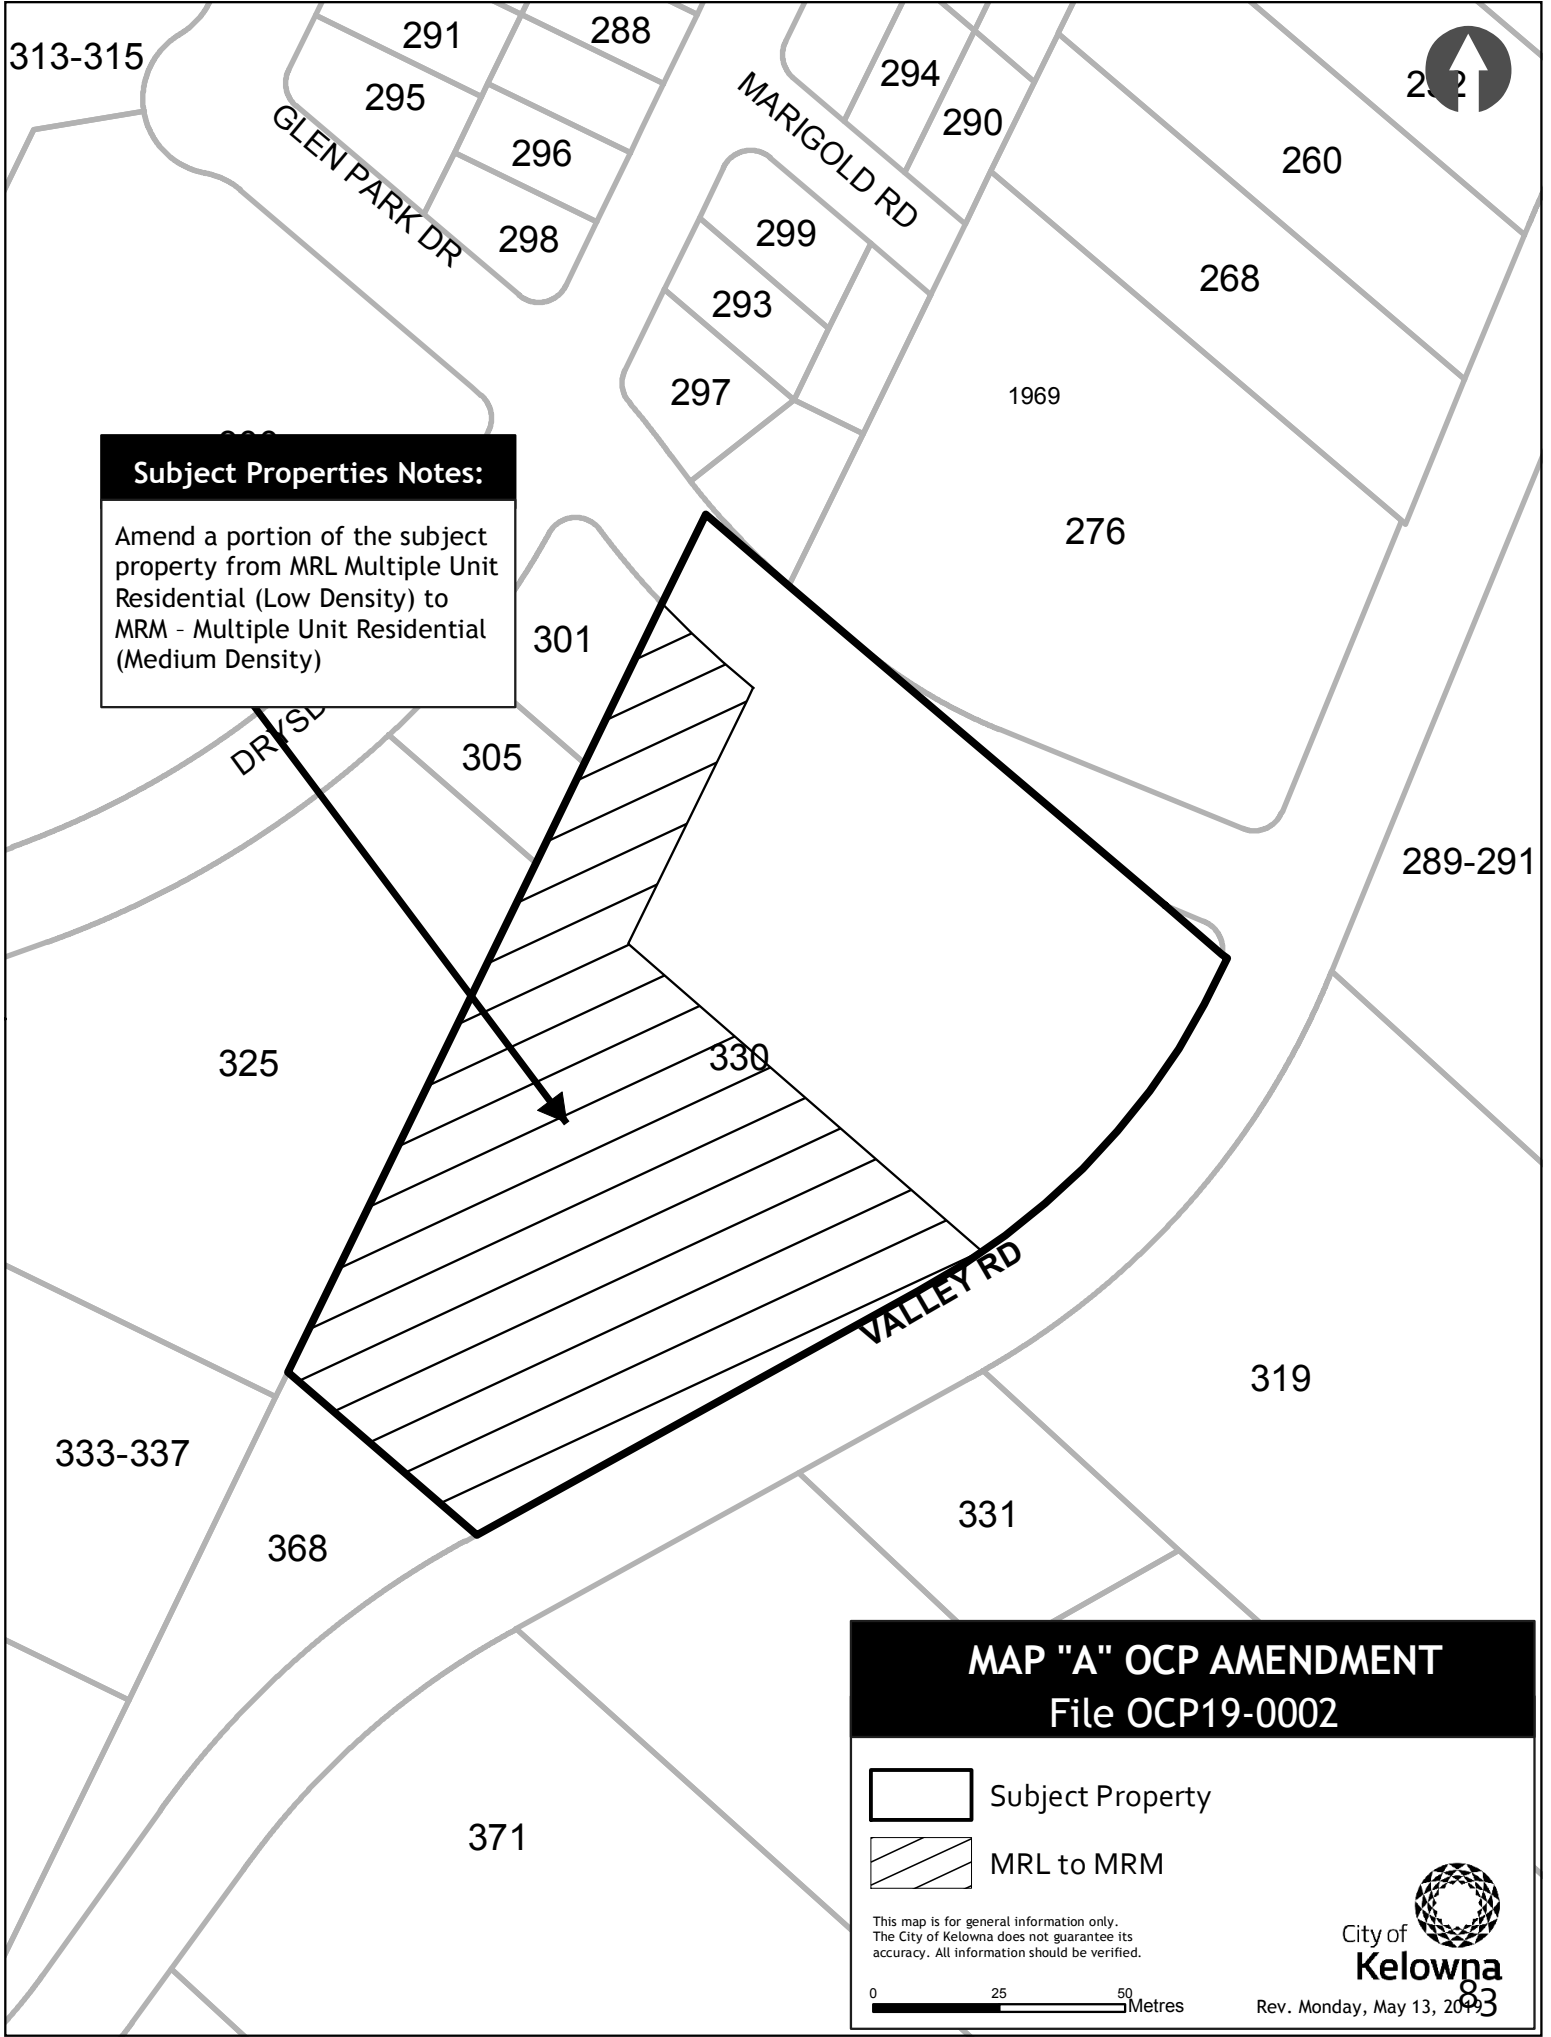 313-315
291
288
295
GLEN PARK DR
296
298
MARIGOLD RD
294
290
260
299
268
293
297
1969
276
Subject Properties Notes:
Amend a portion of the subject
property from MRL Multiple Unit
Residential (Low Density) to
MRM – Multiple Unit Residential
(Medium Density)
301
305
289-291
325
330
VALLEY RD
319
333-337
331
368
371
MAP "A" OCP AMENDMENT
File OCP19-0002
Subject Property
MRL to MRM
This map is for general information only.
The City of Kelowna does not guarantee its
accuracy. All information should be verified.
0 25 50 Metres
City of
Kelowna
Rev. Monday, May 13, 2019
83